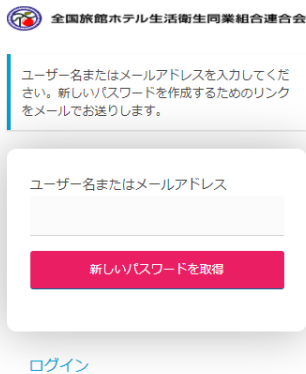 全国旅館ホテル生活衛生同業組合連合会
ユーザー名またはメールアドレスを入力してくだ
さい。新しいパスワードを作成するためのリンク
をメールでお送りします。
ユーザー名またはメールアドレス
新しいパスワードを取得
ログイン